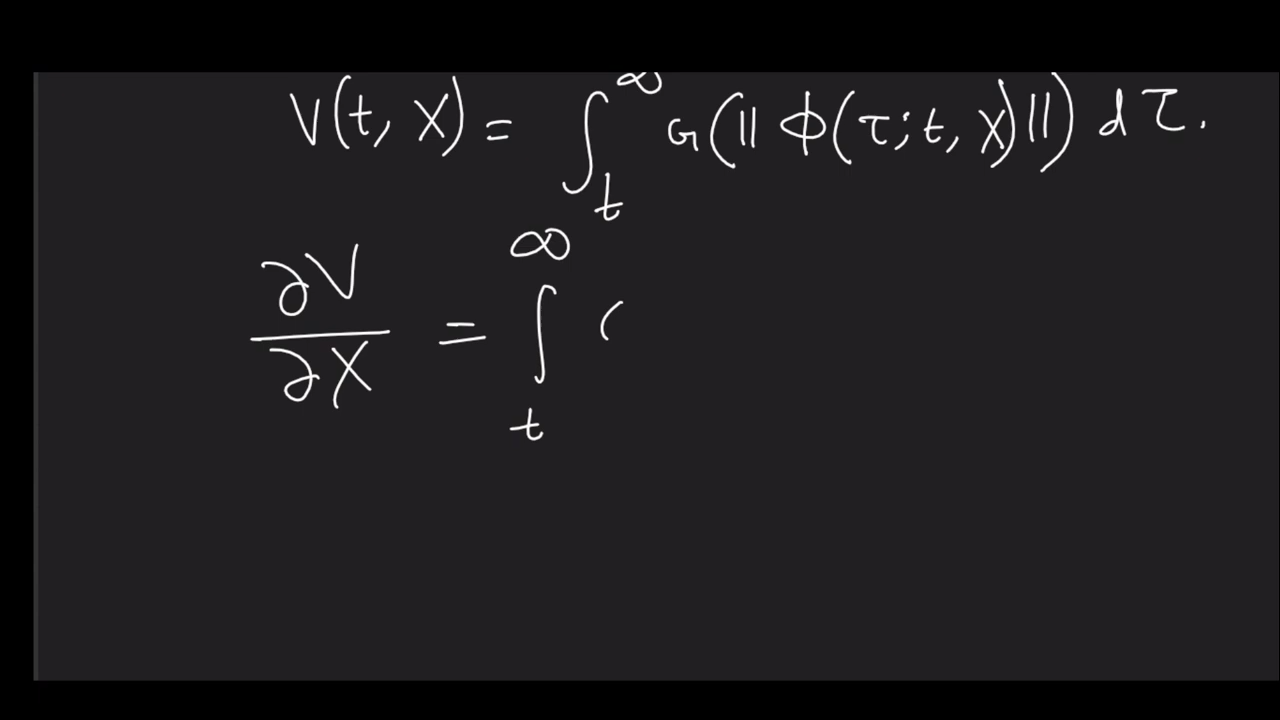 V(t, x) = ∫_t^∞ G(‖ϕ(τ; t, x)‖) dτ.
∂V/∂x = ∫_t^∞ (